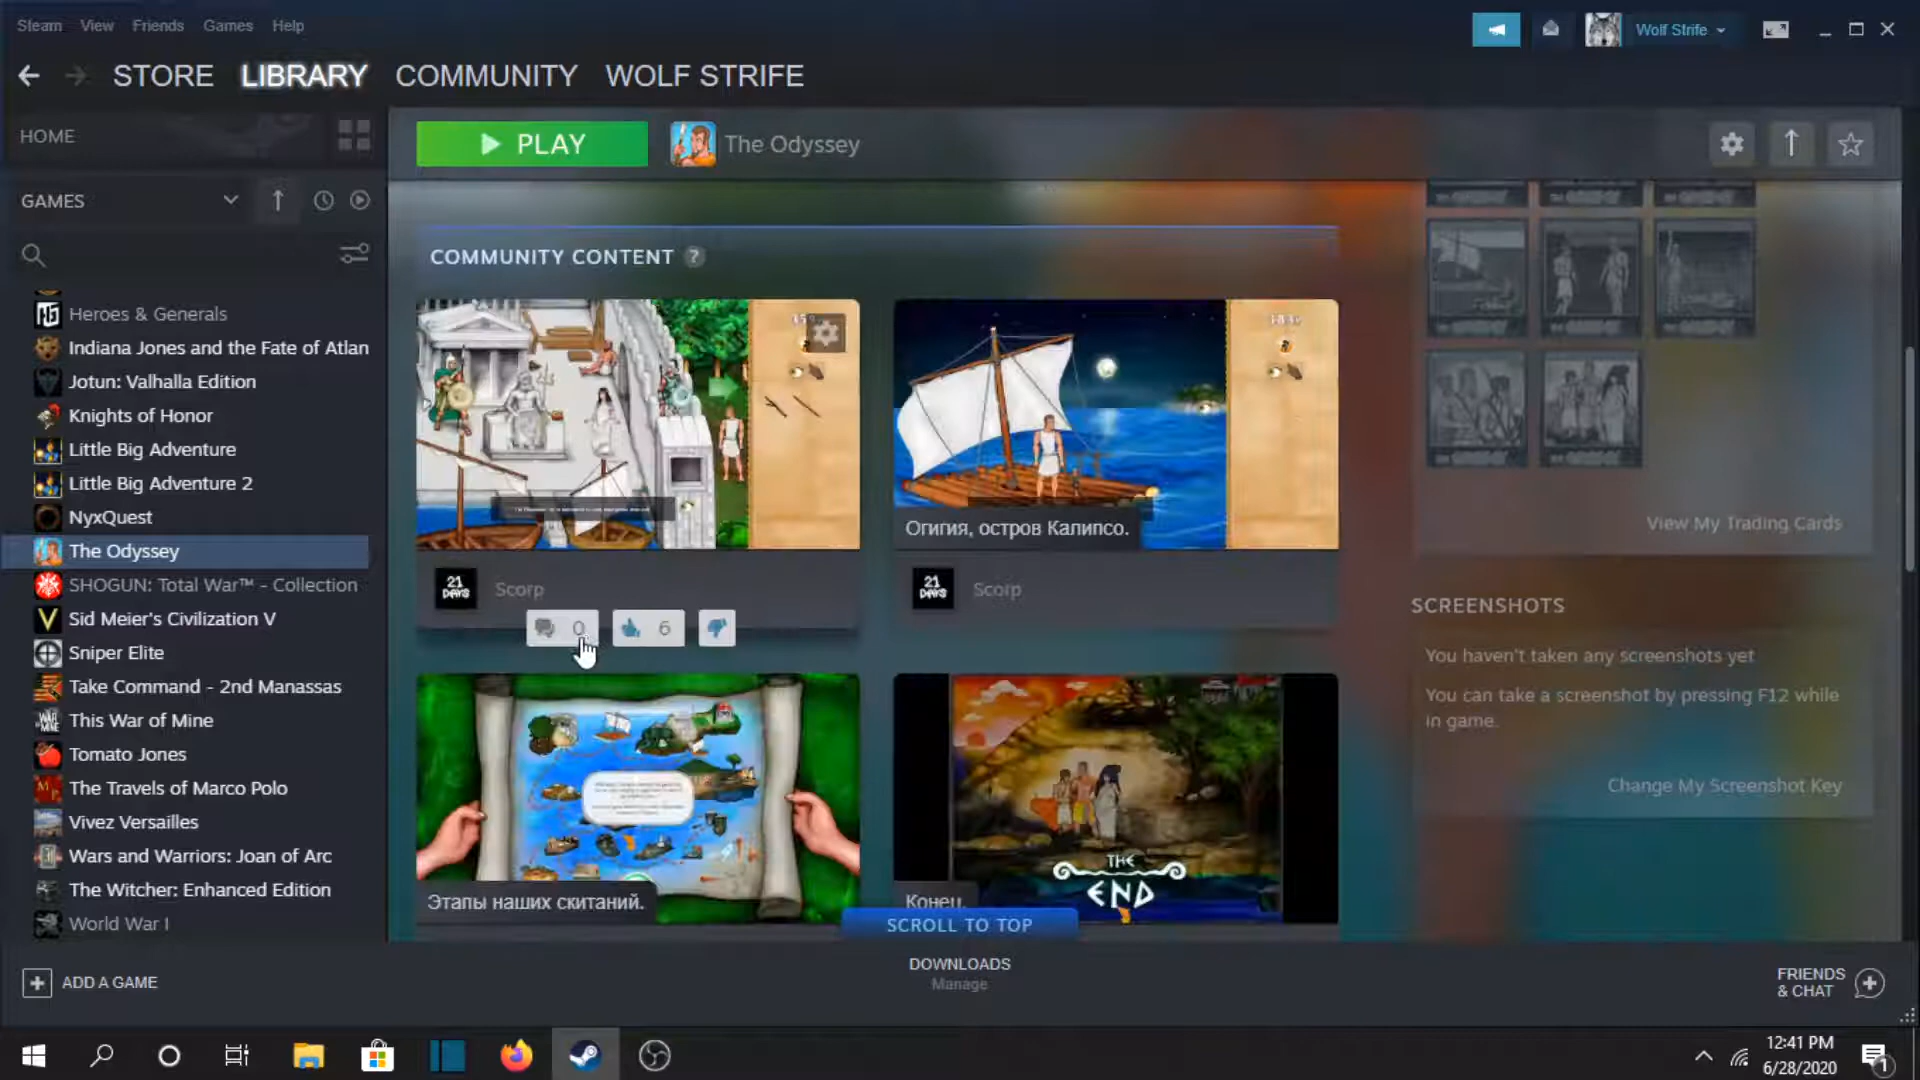 Steam View Friends Games Help
Wolf Strife
STORE LIBRARY COMMUNITY WOLF STRIFE
HOME
PLAY
The Odyssey
GAMES
COMMUNITY CONTENT ?
Heroes & Generals
Indiana Jones and the Fate of Atlan
Jotun: Valhalla Edition
Knights of Honor
Little Big Adventure
Little Big Adventure 2
NyxQuest
The Odyssey
SHOGUN: Total War™ - Collection
Sid Meier's Civilization V
Sniper Elite
Take Command - 2nd Manassas
This War of Mine
Tomato Jones
The Travels of Marco Polo
Vivez Versailles
Wars and Warriors: Joan of Arc
The Witcher: Enhanced Edition
World War I
Огигия, остров Калипсо.
21 DAYS
Scorp
21 DAYS
Scorp
0
6
Этапы наших скитаний.
THE
END
Конец.
SCROLL TO TOP
View My Trading Cards
SCREENSHOTS
You haven't taken any screenshots yet
You can take a screenshot by pressing F12 while
in game.
Change My Screenshot Key
ADD A GAME
DOWNLOADS
Manage
FRIENDS
& CHAT
12:41 PM
6/28/2020
1